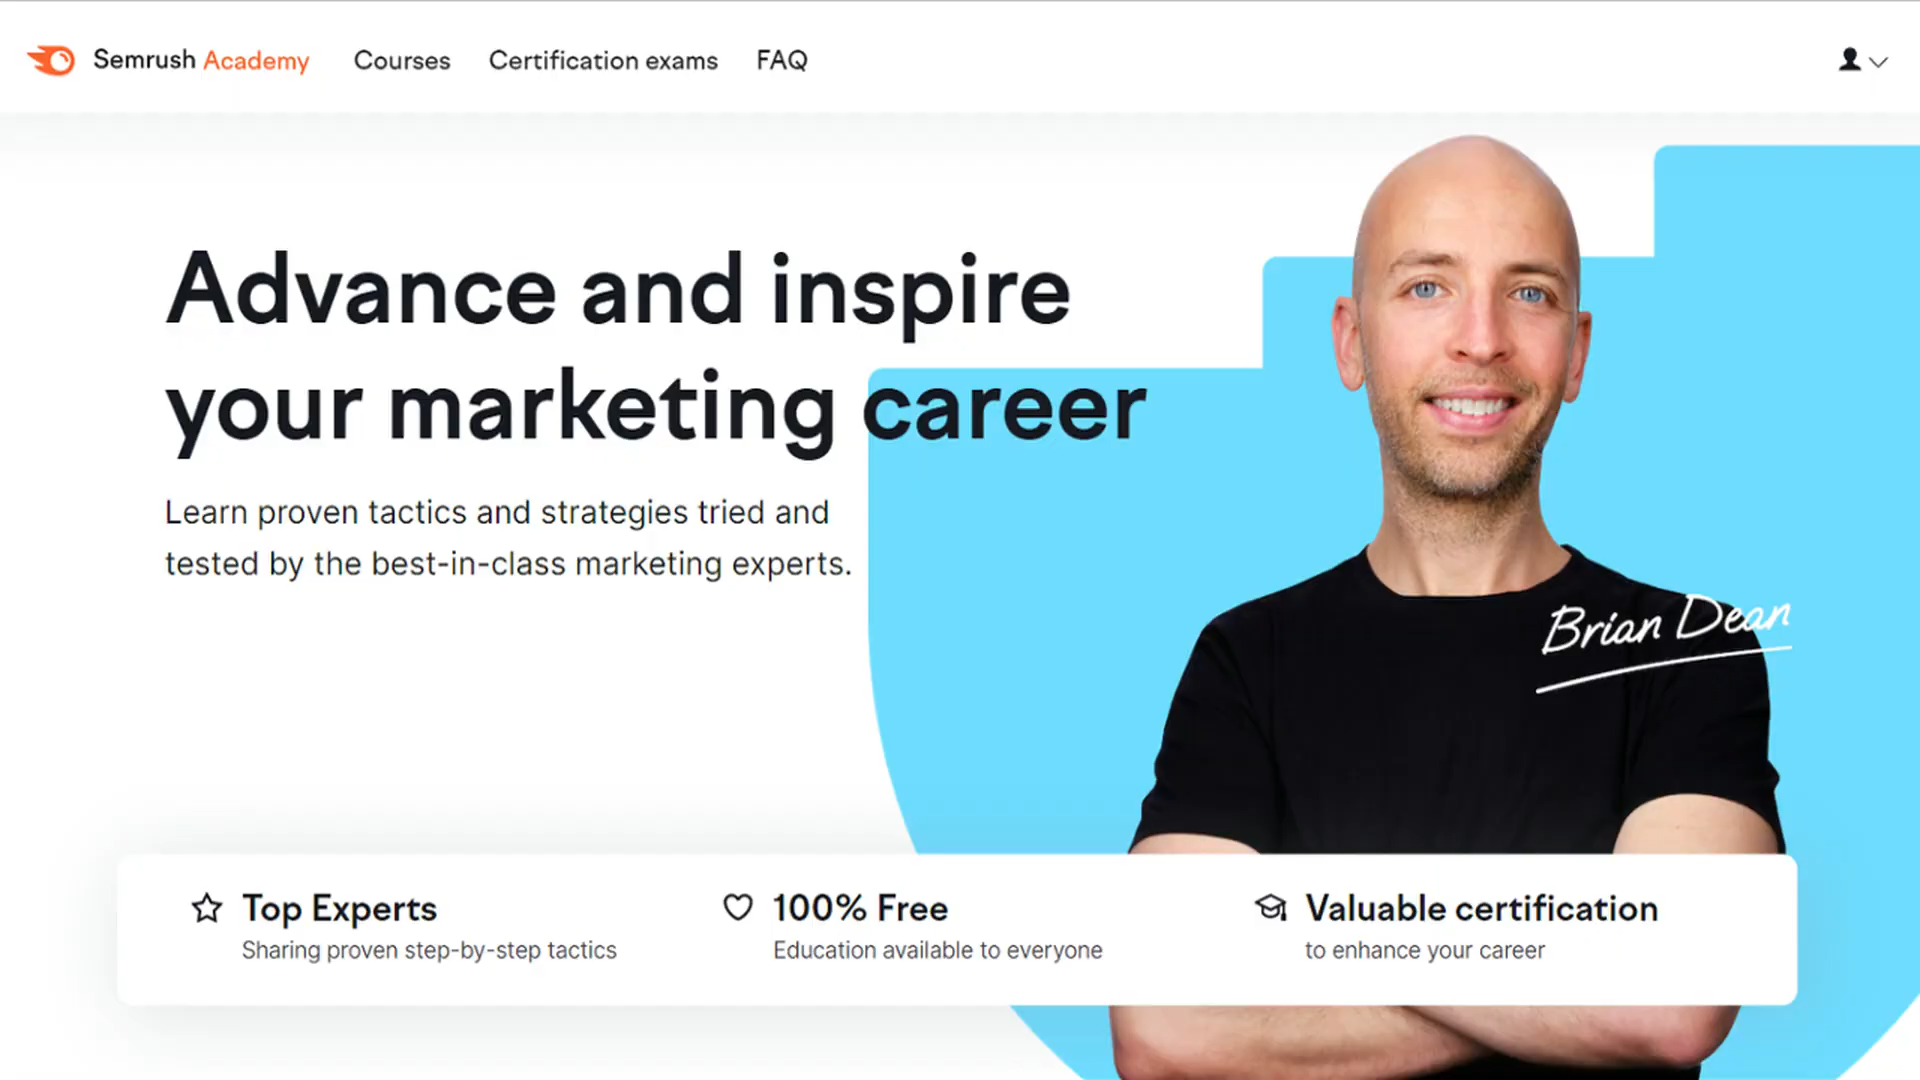 Semrush Academy
Courses
Certification exams
FAQ
Advance and inspire
your marketing career
Learn proven tactics and strategies tried and
tested by the best-in-class marketing experts.
Brian Dean
Top Experts
Sharing proven step-by-step tactics
100% Free
Education available to everyone
Valuable certification
to enhance your career